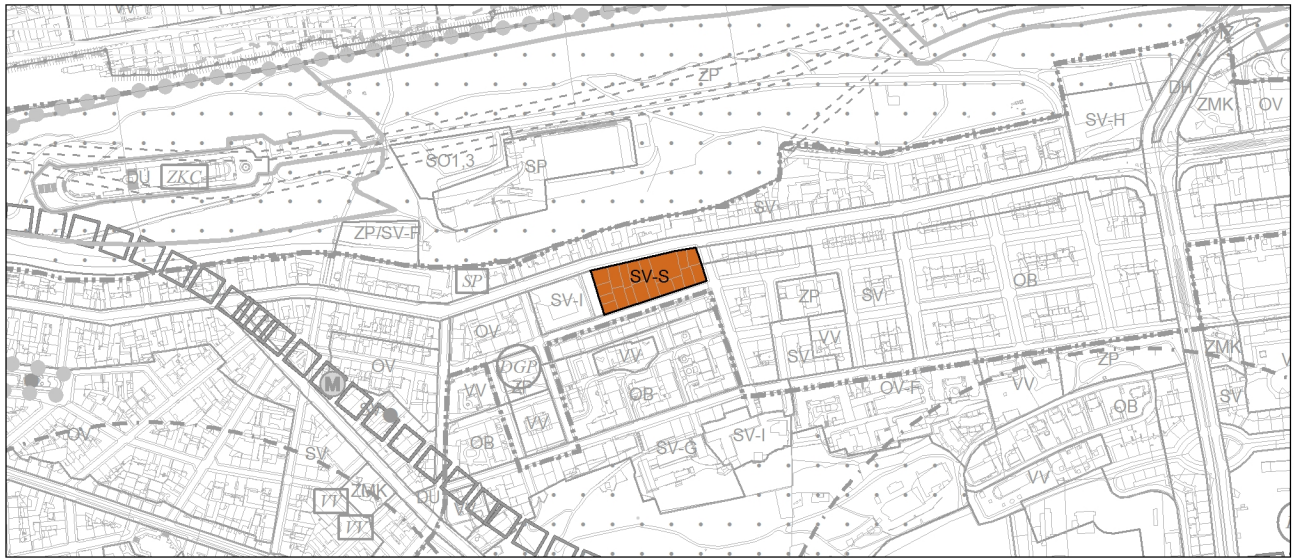 VV
ZP
DH
ZMK
OV
SV-H
SO1,3
SP
DU
ZKC
SV
ZP/SV-F
SP
SV-S
SV-I
ZP
SV
OB
OV
VV
SV
VV
DGP
ZP
ZMK
ZP
M
OV
VV
OB
OV-F
VV
OB
SV
OV
VV
OB
SV-I
SV-G
SV
VV
ZMK
DU
VV
VV